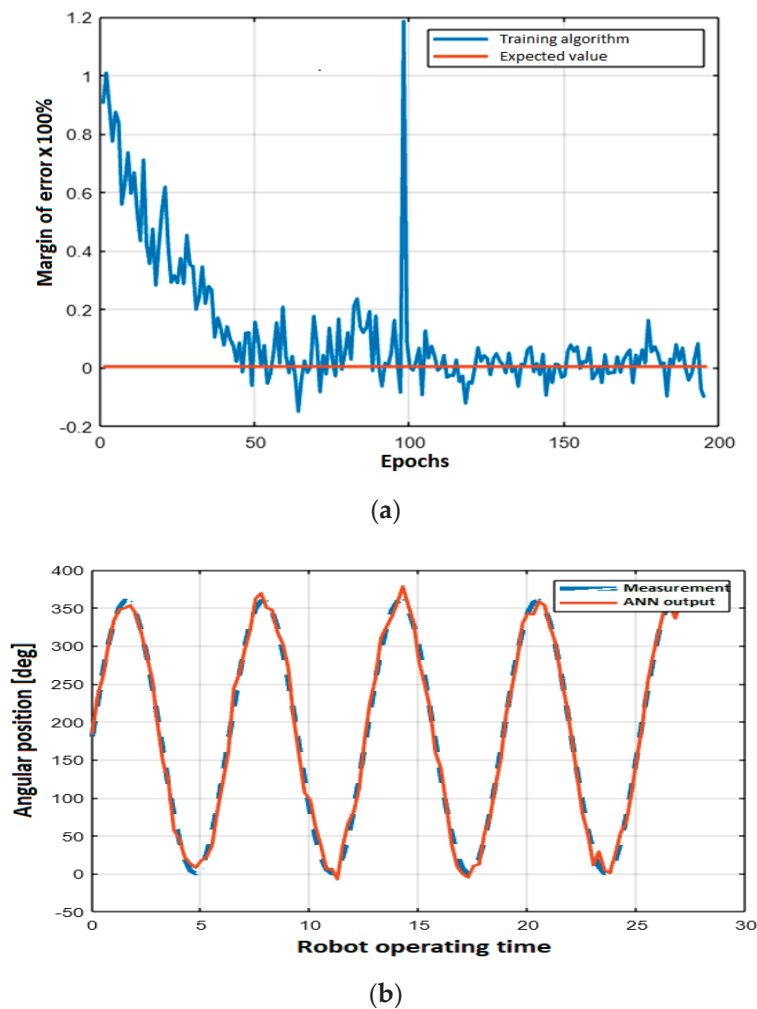 1.2
1
0.8
0.6
0.4
0.2
0
-0.2
Margin of error x 100%
Training algorithm
Expected value
0 50 100 150 200
Epochs
(a)
400
350
300
250
200
150
100
50
0
-50
Angular position [deg]
Measurement
ANN output
0 5 10 15 20 25 30
Robot operating time
(b)